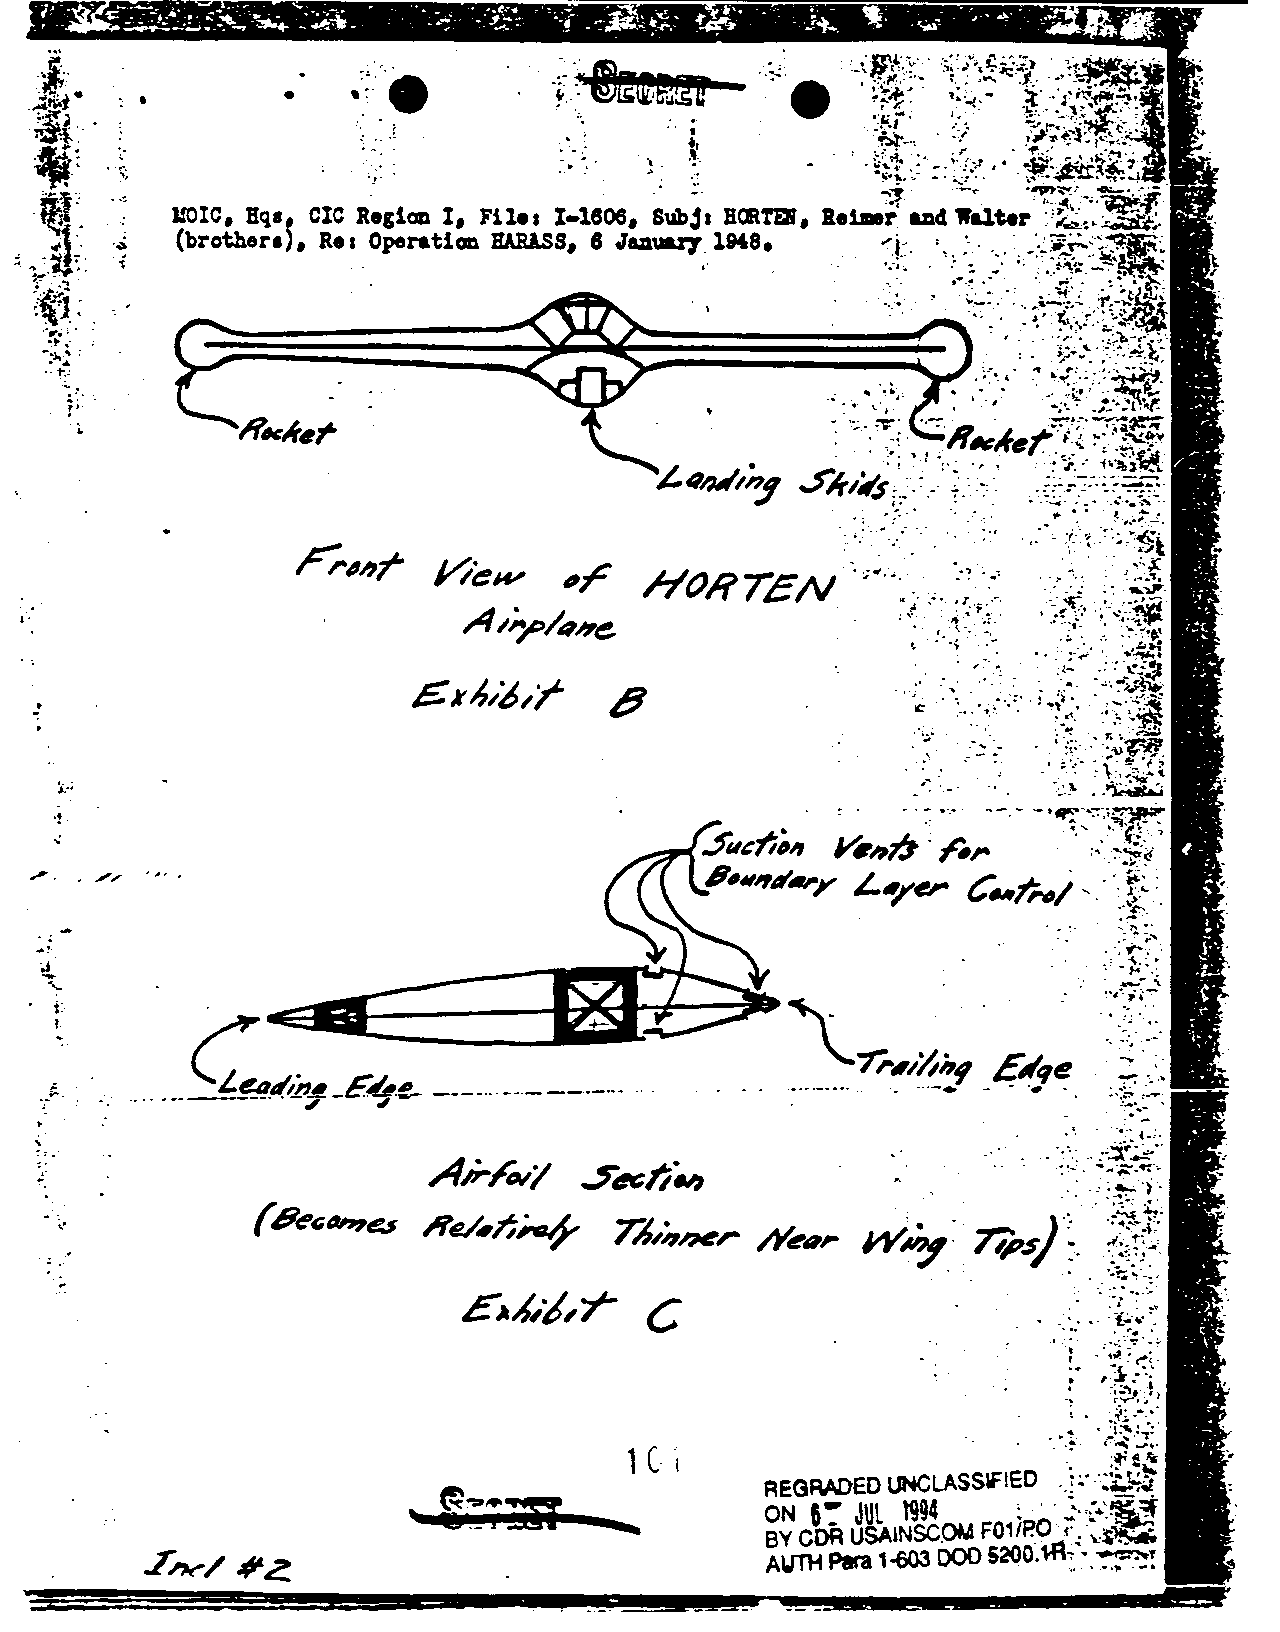 SECRET
MOIC, Hqs, CIC Region I, File: I-1606, Subj: HORTEN, Reimer and Walter
(brothers), Re: Operation HARASS, 6 January 1948.
Rocket
Rocket
Landing Skids
Front View of HORTEN
Airplane
Exhibit B
Suction Vents for
Boundary Layer Control
Leading Edge
Trailing Edge
Airfoil Section
(Becomes Relatively Thinner Near Wing Tips)
Exhibit C
REGRADED UNCLASSIFIED
ON 6 JUL 1994
BY CDR USAINSCOM F01/PO
AUTH Para 1-603 DOD 5200.1R
Incl #2